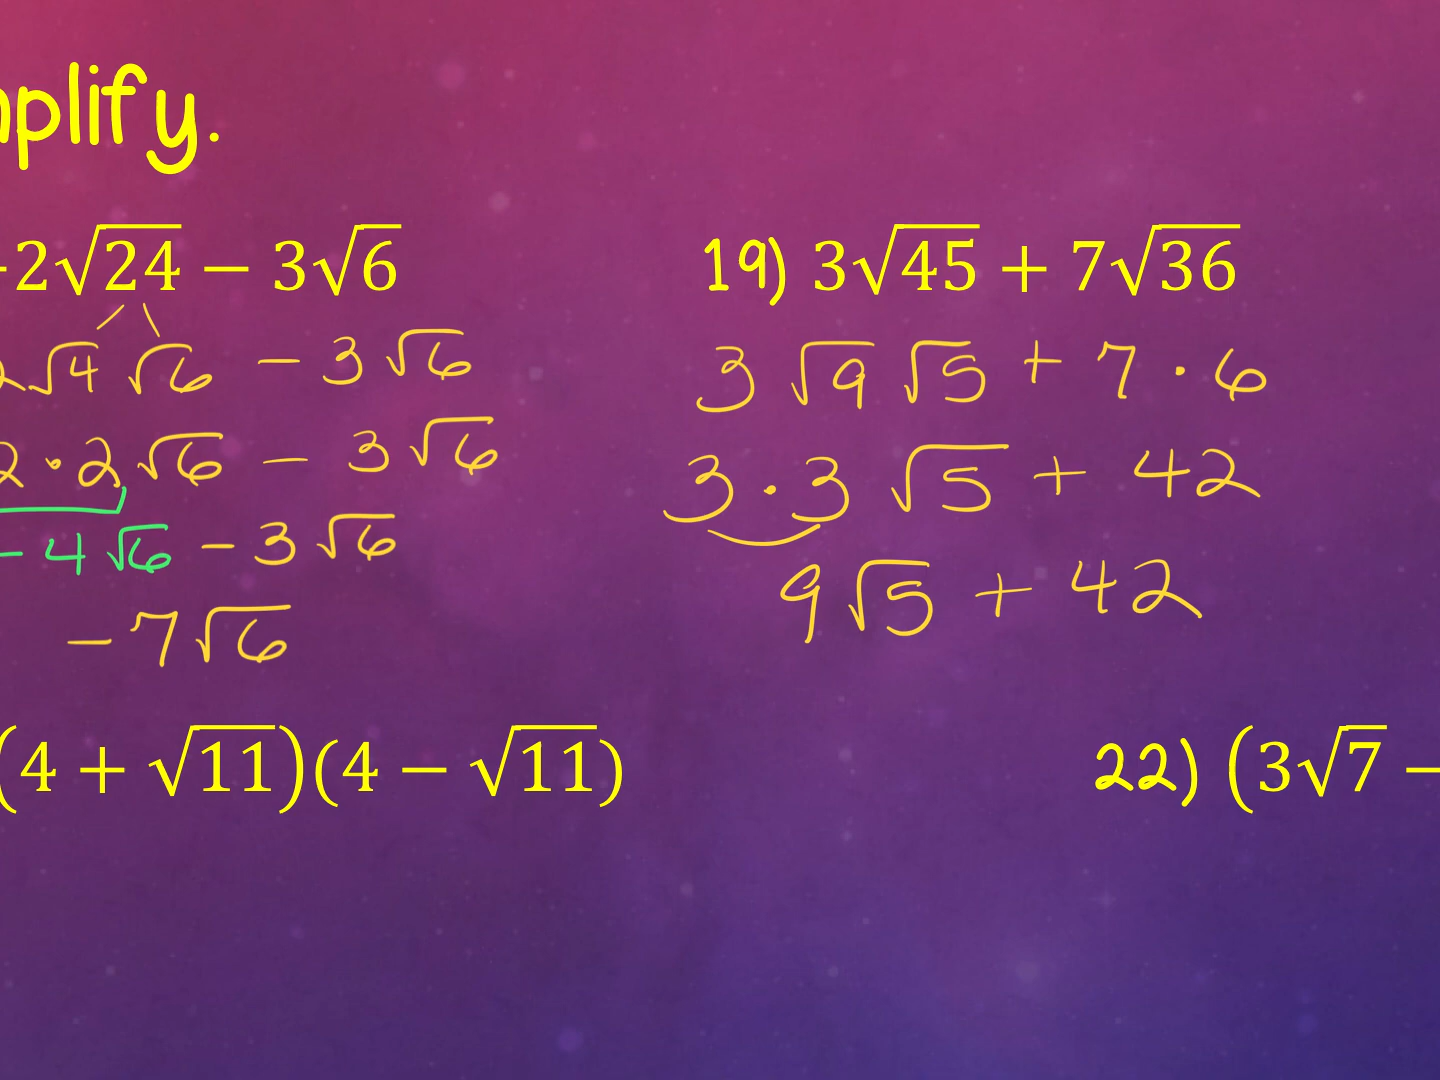 mplify.
-2√24 − 3√6
2√4 √6 − 3√6
2·2√6 − 3√6
− 4√6 − 3√6
−7√6
19) 3√45 + 7√36
3 √9 √5 + 7 · 6
3 · 3 √5 + 42
9√5 + 42
(4 + √11)(4 − √11)
22) (3√7 −